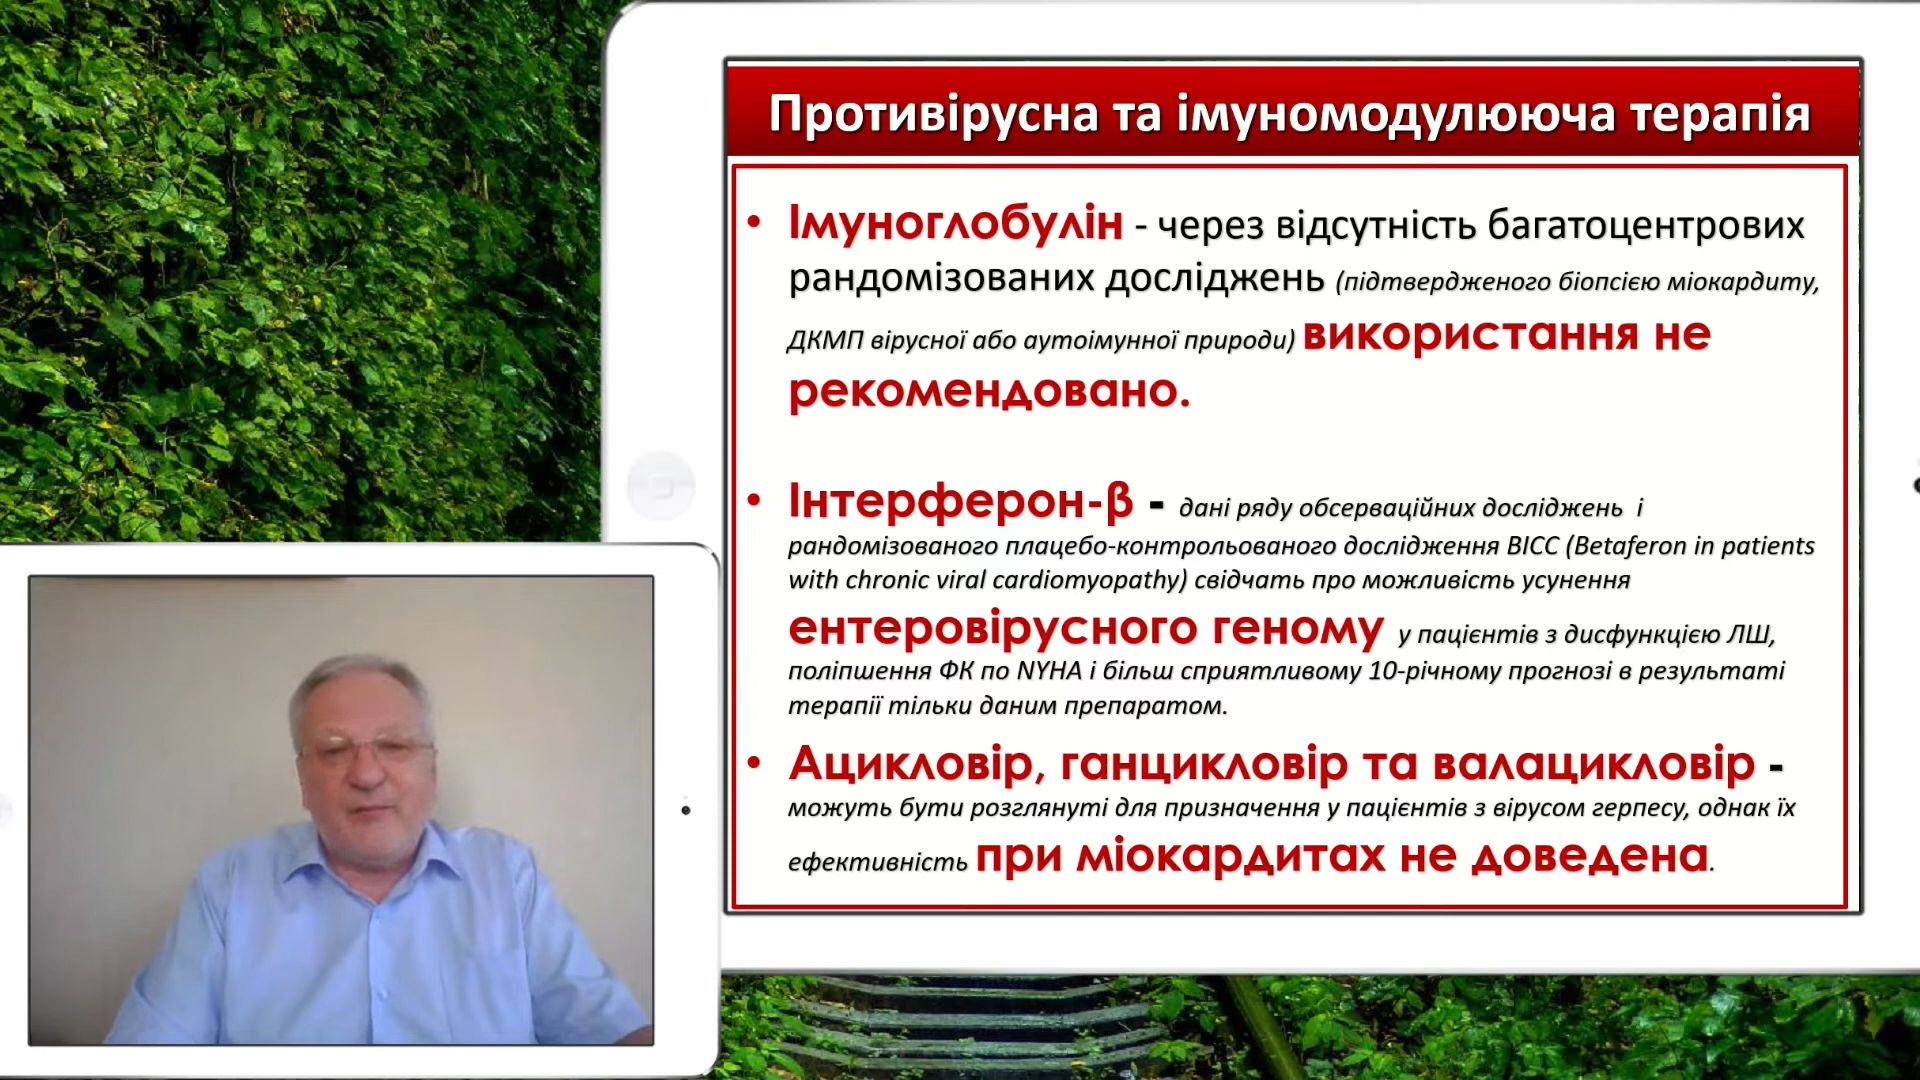 Противірусна та імуномодулююча терапія
• Імуноглобулін - через відсутність багатоцентрових
рандомізованих досліджень (підтвердженого біопсією міокардиту,
ДКМП вірусної або аутоімунної природи) використання не
рекомендовано.
• Інтерферон-β - дані ряду обсерваційних досліджень і
рандомізованого плацебо-контрольованого дослідження BICC (Betaferon in patients
with chronic viral cardiomyopathy) свідчать про можливість усунення
ентеровірусного геному у пацієнтів з дисфункцією ЛШ,
поліпшення ФК по NYHA і більш сприятливому 10-річному прогнозі в результаті
терапії тільки даним препаратом.
• Ацикловір, ганцикловір та валацикловір -
можуть бути розглянуті для призначення у пацієнтів з вірусом герпесу, однак їх
ефективність при міокардитах не доведена.